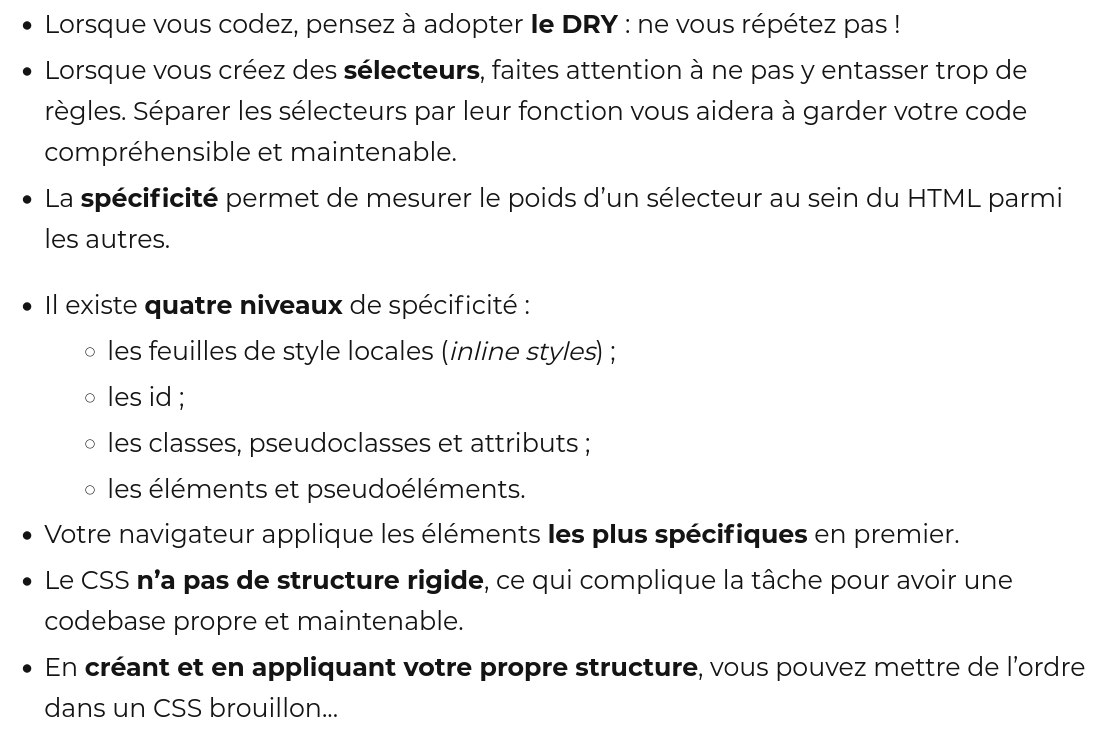 Lorsque vous codez, pensez à adopter le DRY : ne vous répétez pas !
Lorsque vous créez des sélecteurs, faites attention à ne pas y entasser trop de
règles. Séparer les sélecteurs par leur fonction vous aidera à garder votre code
compréhensible et maintenable.
La spécificité permet de mesurer le poids d’un sélecteur au sein du HTML parmi
les autres.
Il existe quatre niveaux de spécificité :
les feuilles de style locales (inline styles) ;
les id ;
les classes, pseudoclasses et attributs ;
les éléments et pseudoéléments.
Votre navigateur applique les éléments les plus spécifiques en premier.
Le CSS n’a pas de structure rigide, ce qui complique la tâche pour avoir une
codebase propre et maintenable.
En créant et en appliquant votre propre structure, vous pouvez mettre de l’ordre
dans un CSS brouillon…